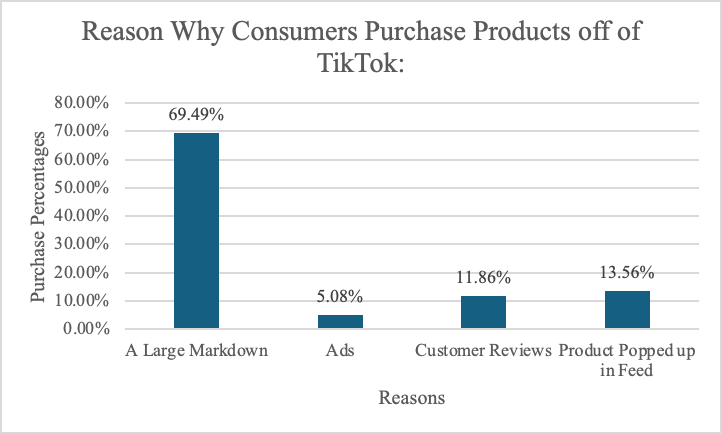 Reason Why Consumers Purchase Products off of
TikTok:
80.00%
70.00%
60.00%
50.00%
40.00%
30.00%
20.00%
10.00%
0.00%
Purchase Percentages
69.49%
5.08%
11.86%
13.56%
A Large Markdown
Ads
Customer Reviews
Product Popped up
in Feed
Reasons